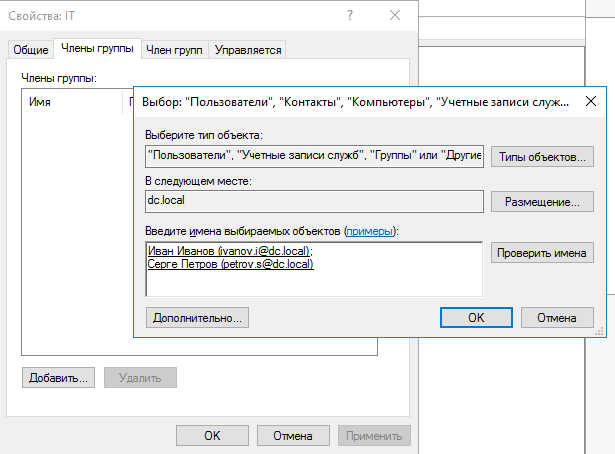 Свойства: IT
?
Общие
Члены группы
Член групп
Управляется
Члены группы:
Имя
Выбор: "Пользователи", "Контакты", "Компьютеры", "Учетные записи служ...
Выберите тип объекта:
"Пользователи", "Учетные записи служб", "Группы" или "Другие
Типы объектов...
В следующем месте:
dc.local
Размещение...
Введите имена выбираемых объектов (примеры):
Иван Иванов (ivanov.i@dc.local);
Серге Петров (petrov.s@dc.local)
Проверить имена
Дополнительно...
OK
Отмена
Добавить...
Удалить
OK
Отмена
Применить